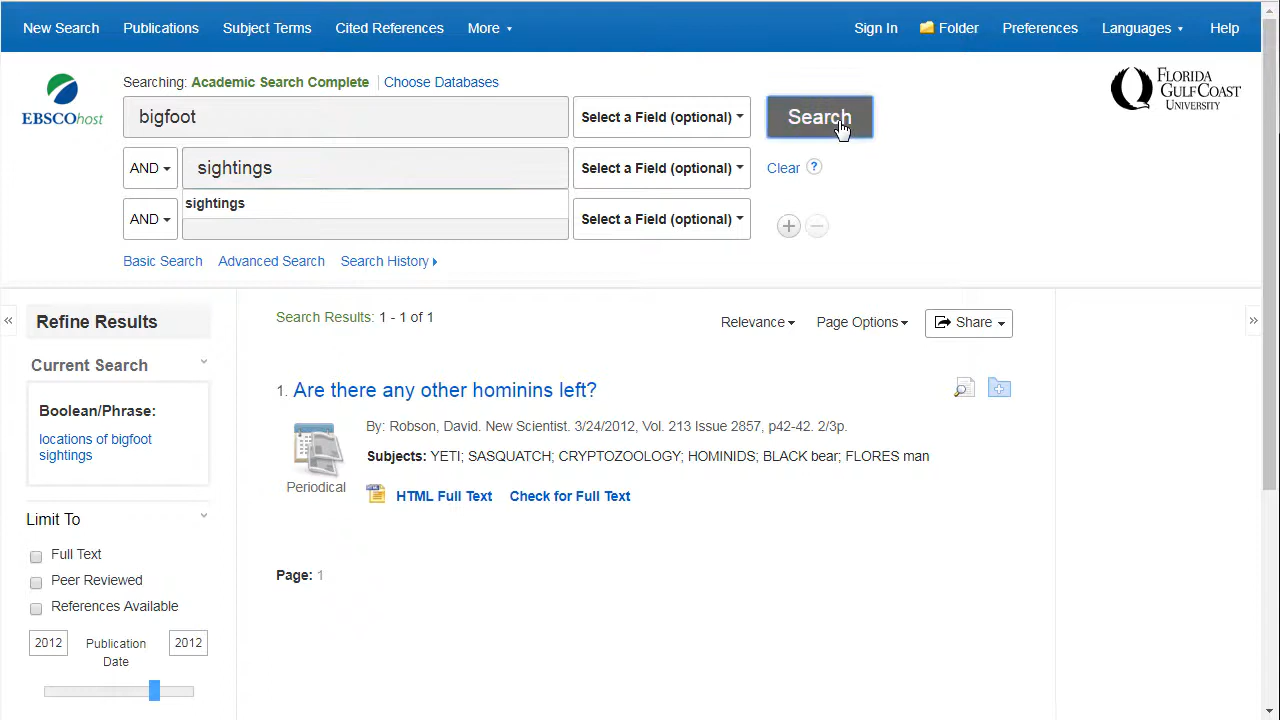 New Search Publications Subject Terms Cited References More Sign In Folder Preferences Languages Help
Searching: Academic Search Complete Choose Databases
EBSCOhost
FLORIDA
GULF COAST
UNIVERSITY
bigfoot Select a Field (optional) Search
AND sightings Select a Field (optional) Clear ?
sightings
AND Select a Field (optional)
Basic Search Advanced Search Search History
Refine Results
Current Search
Boolean/Phrase:
locations of bigfoot
sightings
Limit To
Full Text
Peer Reviewed
References Available
2012 Publication Date 2012
Search Results: 1 - 1 of 1 Relevance Page Options Share
1. Are there any other hominins left?
By: Robson, David. New Scientist. 3/24/2012, Vol. 213 Issue 2857, p42-42. 2/3p.
Subjects: YETI; SASQUATCH; CRYPTOZOOLOGY; HOMINIDS; BLACK bear; FLORES man
Periodical
HTML Full Text Check for Full Text
Page: 1